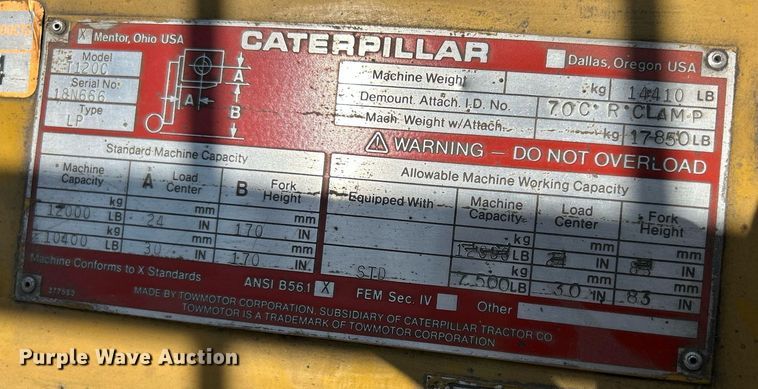 X Mentor, Ohio USA
CATERPILLAR
Dallas, Oregon USA
Model
Serial No.
18N666
Type
LP
A
A
B
Machine Weight
kg 14410 LB
Demount. Attach. I.D. No. 70C R CLAMP
Mach. Weight w/Attach. kg 17850 LB
WARNING – DO NOT OVERLOAD
Standard Machine Capacity
Machine Capacity A Load Center B Fork Height
kg mm mm
12000 LB 24 IN 170 IN
kg mm mm
10400 LB 30 IN 170 IN
Allowable Machine Working Capacity
Equipped With Machine Capacity Load Center Fork Height
kg mm mm
LB IN IN
kg mm mm
STD 7500 LB 30 IN 83 IN
Machine Conforms to X Standards
ANSI B56.1 X FEM Sec. IV Other
MADE BY TOWMOTOR CORPORATION, SUBSIDIARY OF CATERPILLAR TRACTOR CO
TOWMOTOR IS A TRADEMARK OF TOWMOTOR CORPORATION
Purple Wave Auction